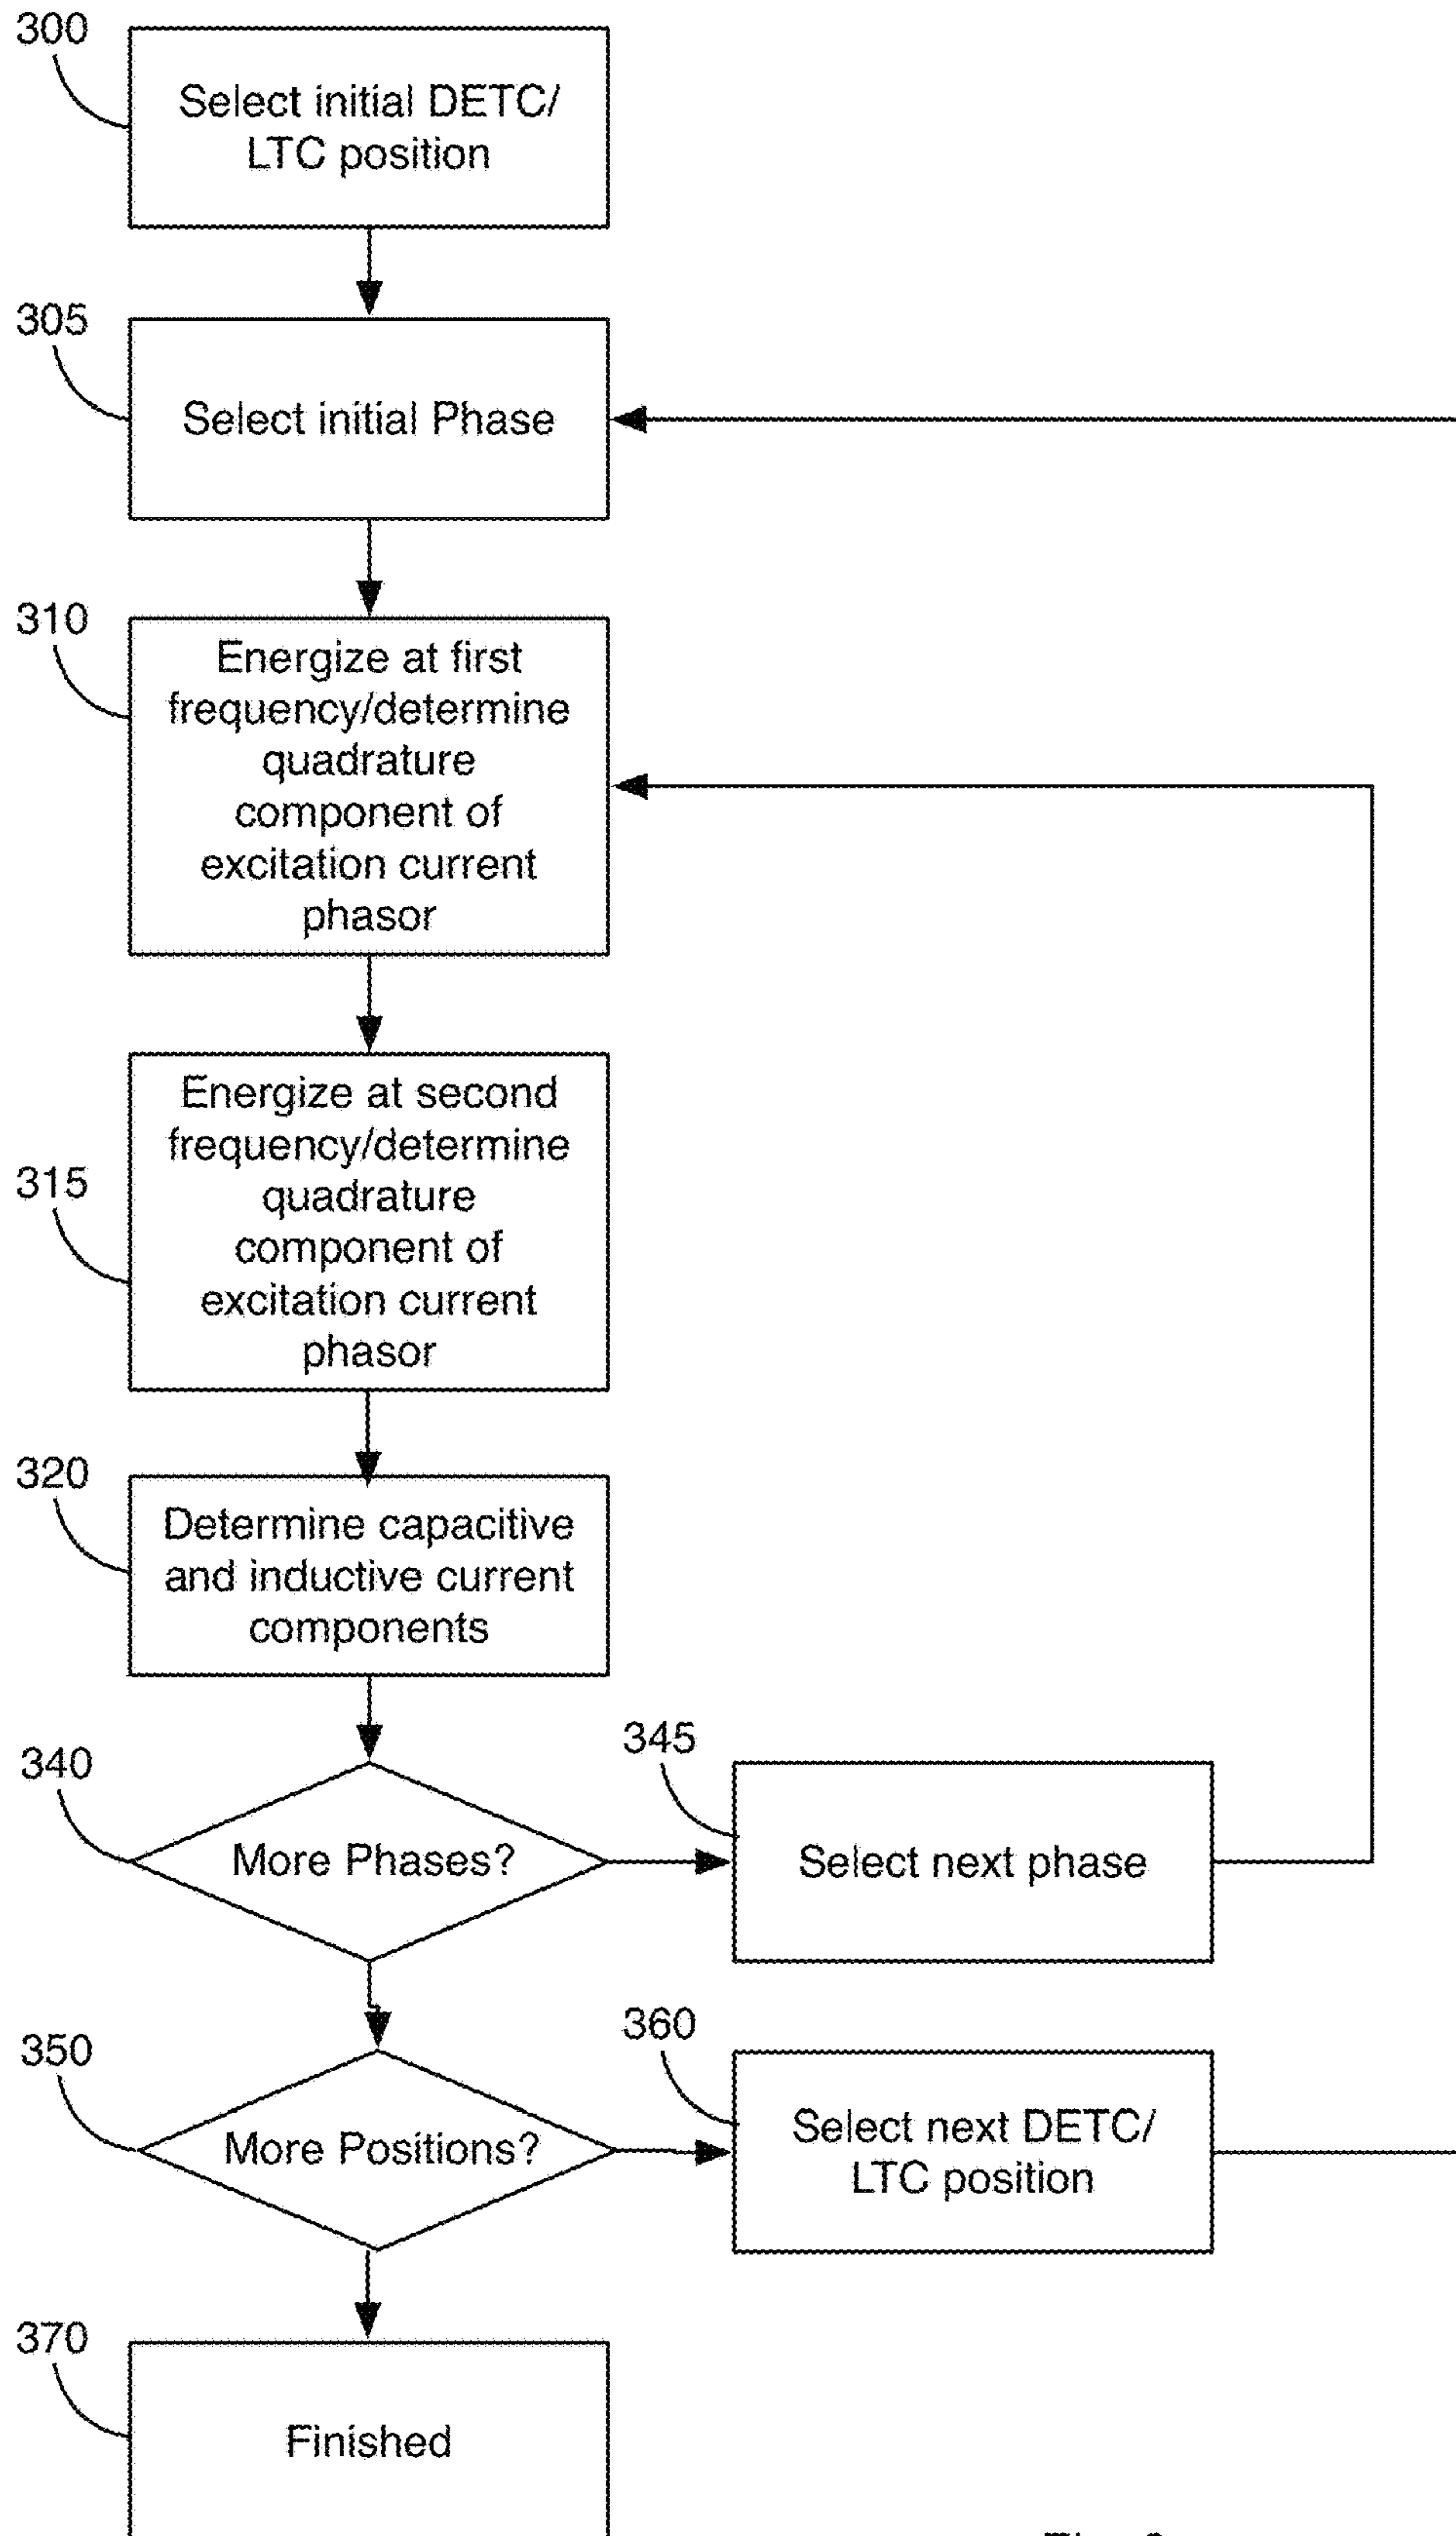 300
Select initial DETC/
LTC position
305
Select initial Phase
310
Energize at first
frequency/determine
quadrature
component of
excitation current
phasor
315
Energize at second
frequency/determine
quadrature
component of
excitation current
phasor
320
Determine capacitive
and inductive current
components
340
More Phases?
345
Select next phase
350
More Positions?
360
Select next DETC/
LTC position
370
Finished